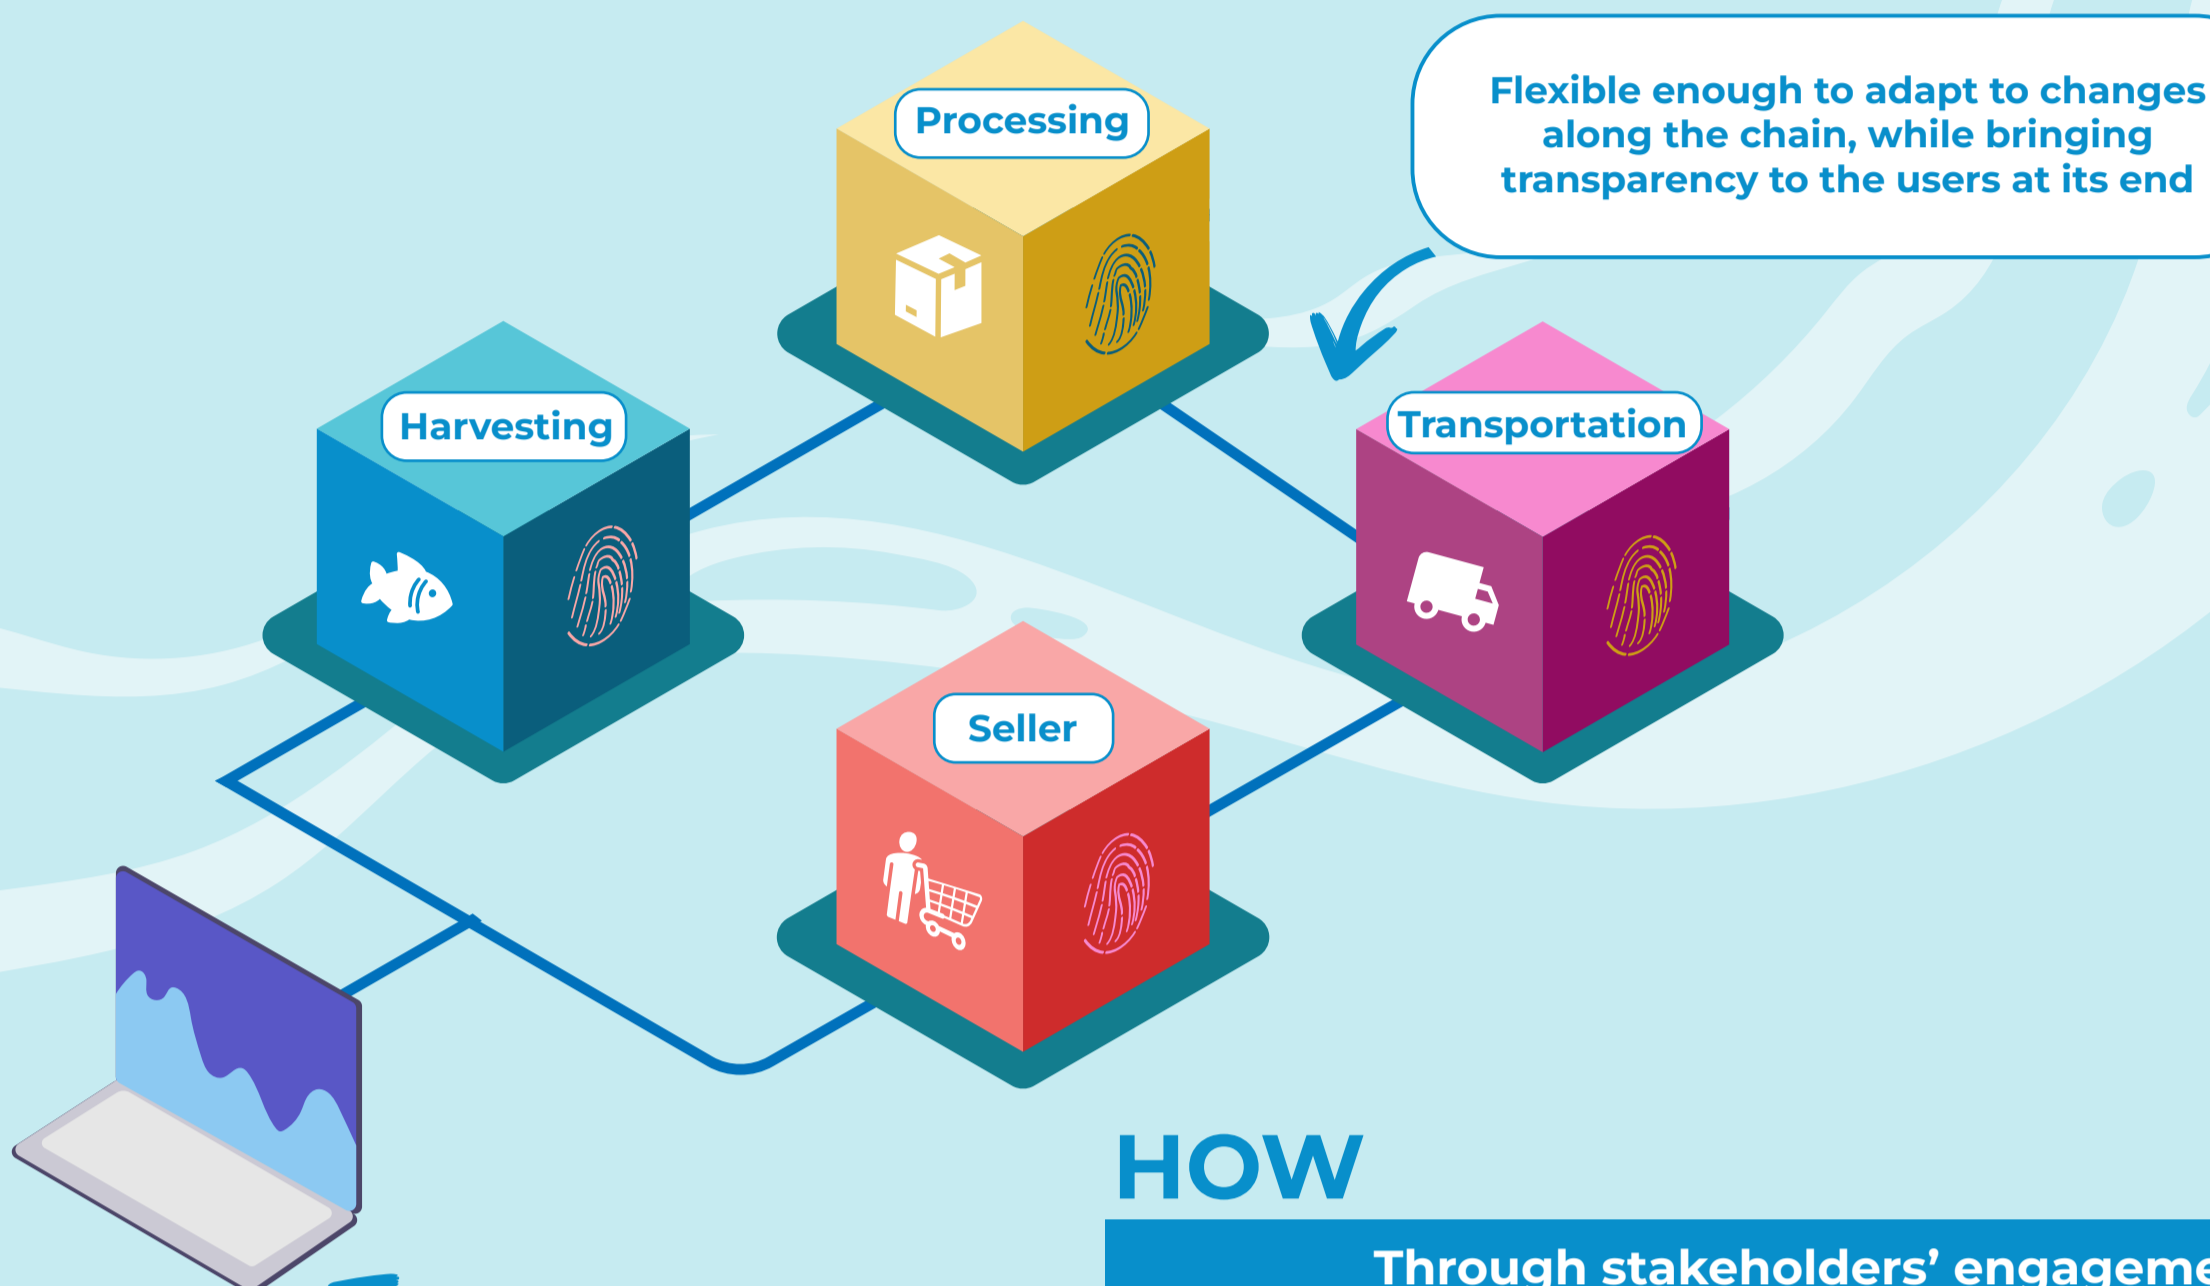 Flexible enough to adapt to changes
along the chain, while bringing
transparency to the users at its end
Processing
Harvesting
Transportation
Seller
HOW
Through stakeholders’